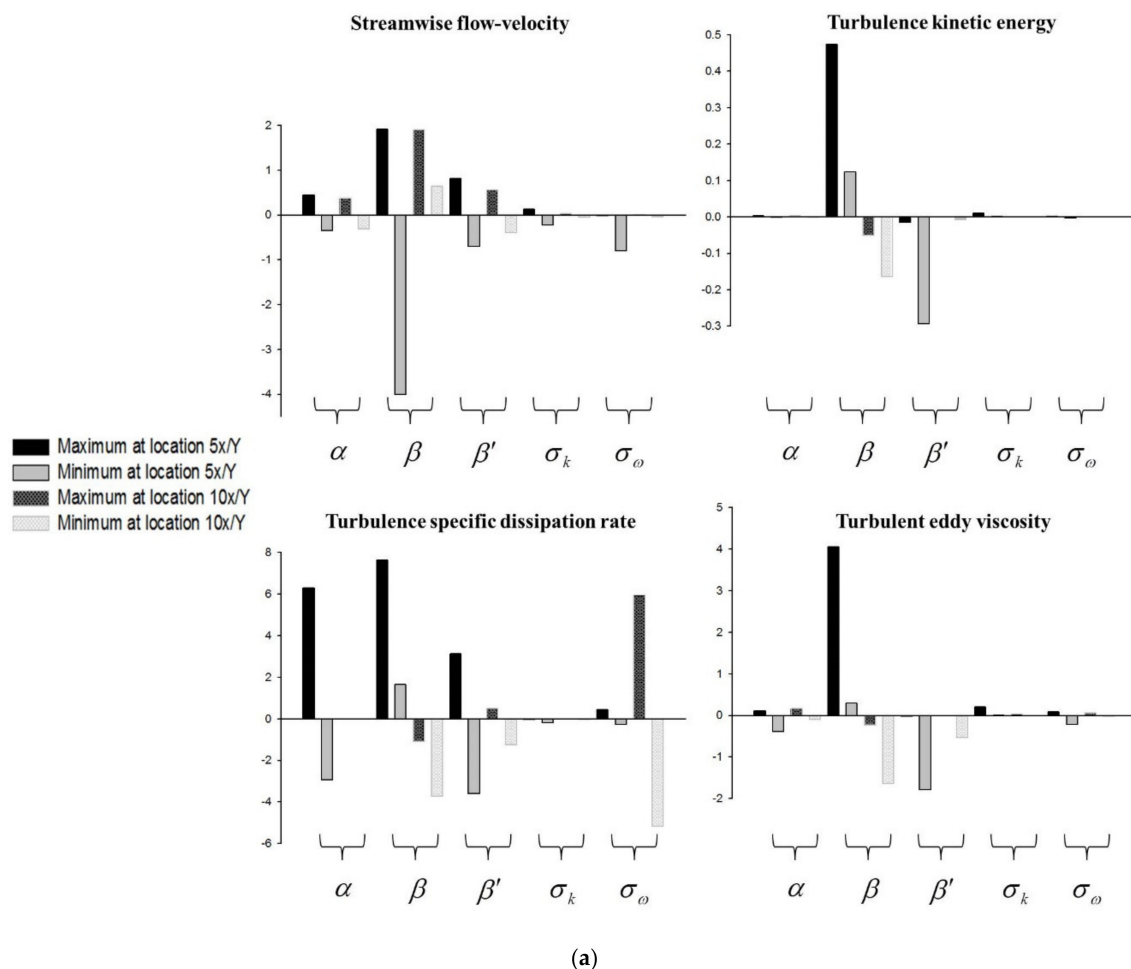 Streamwise flow-velocity
2
1
0
-1
-2
-3
-4
α β β′ σk σω
Turbulence kinetic energy
0.5
0.4
0.3
0.2
0.1
0.0
-0.1
-0.2
-0.3
α β β′ σk σω
Maximum at location 5x/Y
Minimum at location 5x/Y
Maximum at location 10x/Y
Minimum at location 10x/Y
Turbulence specific dissipation rate
8
6
4
2
0
-2
-4
-6
α β β′ σk σω
Turbulent eddy viscosity
5
4
3
2
1
0
-1
-2
α β β′ σk σω
(a)